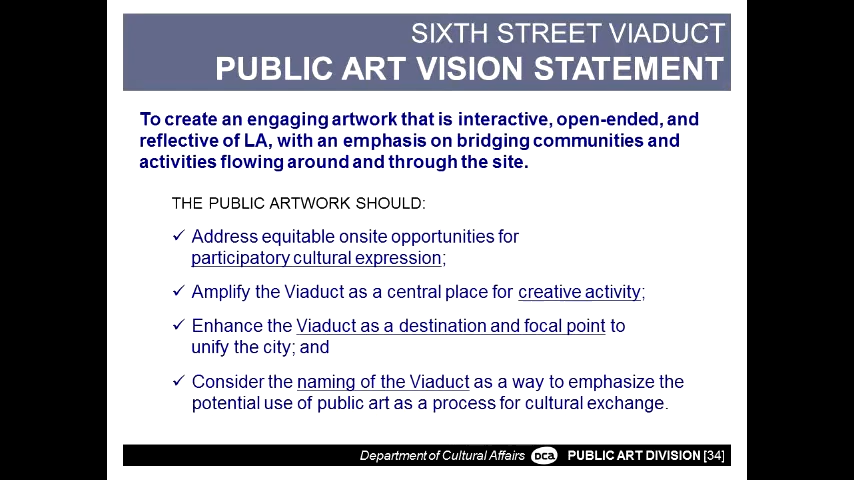 SIXTH STREET VIADUCT
PUBLIC ART VISION STATEMENT
To create an engaging artwork that is interactive, open-ended, and
reflective of LA, with an emphasis on bridging communities and
activities flowing around and through the site.
THE PUBLIC ARTWORK SHOULD:
✓ Address equitable onsite opportunities for
participatory cultural expression;
✓ Amplify the Viaduct as a central place for creative activity;
✓ Enhance the Viaduct as a destination and focal point to
unify the city; and
✓ Consider the naming of the Viaduct as a way to emphasize the
potential use of public art as a process for cultural exchange.
Department of Cultural Affairs DCA PUBLIC ART DIVISION [34]